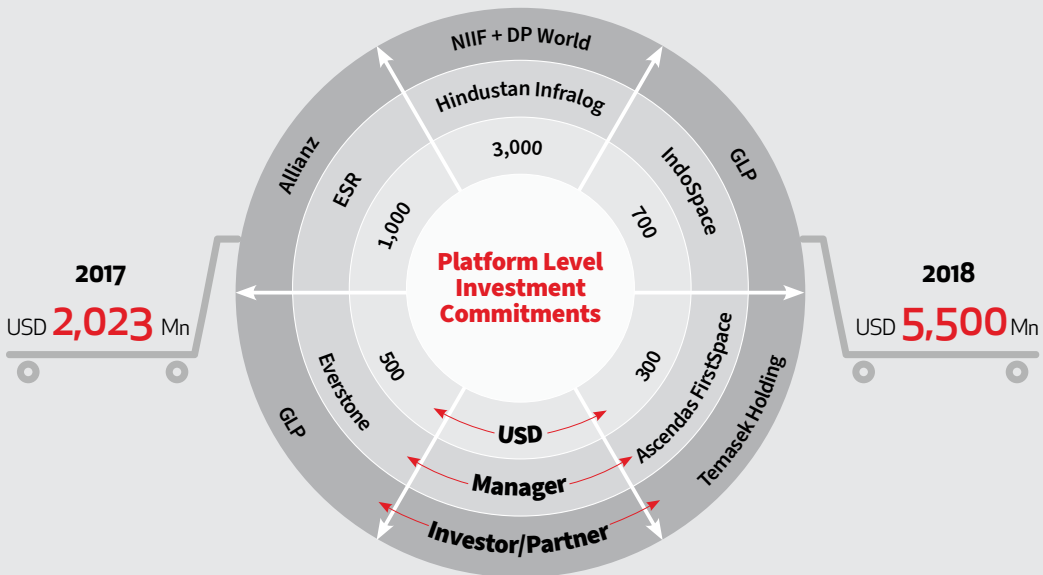 NIIF + DP World
Hindustan Infralog
3,000
Allianz
ESR
1,000
GLP
IndoSpace
700
Platform Level
Investment
Commitments
2017
USD 2,023 Mn
2018
USD 5,500 Mn
GLP
Everstone
500
300
Ascendas FirstSpace
Temasek Holding
USD
Manager
Investor/Partner